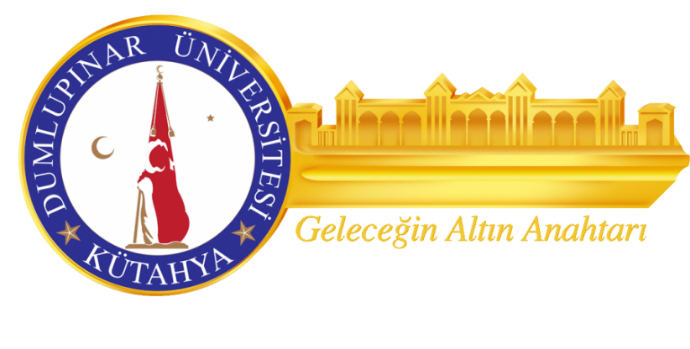 DUMLUPINAR ÜNİVERSİTESİ
KÜTAHYA
Geleceğin Altın Anahtarı